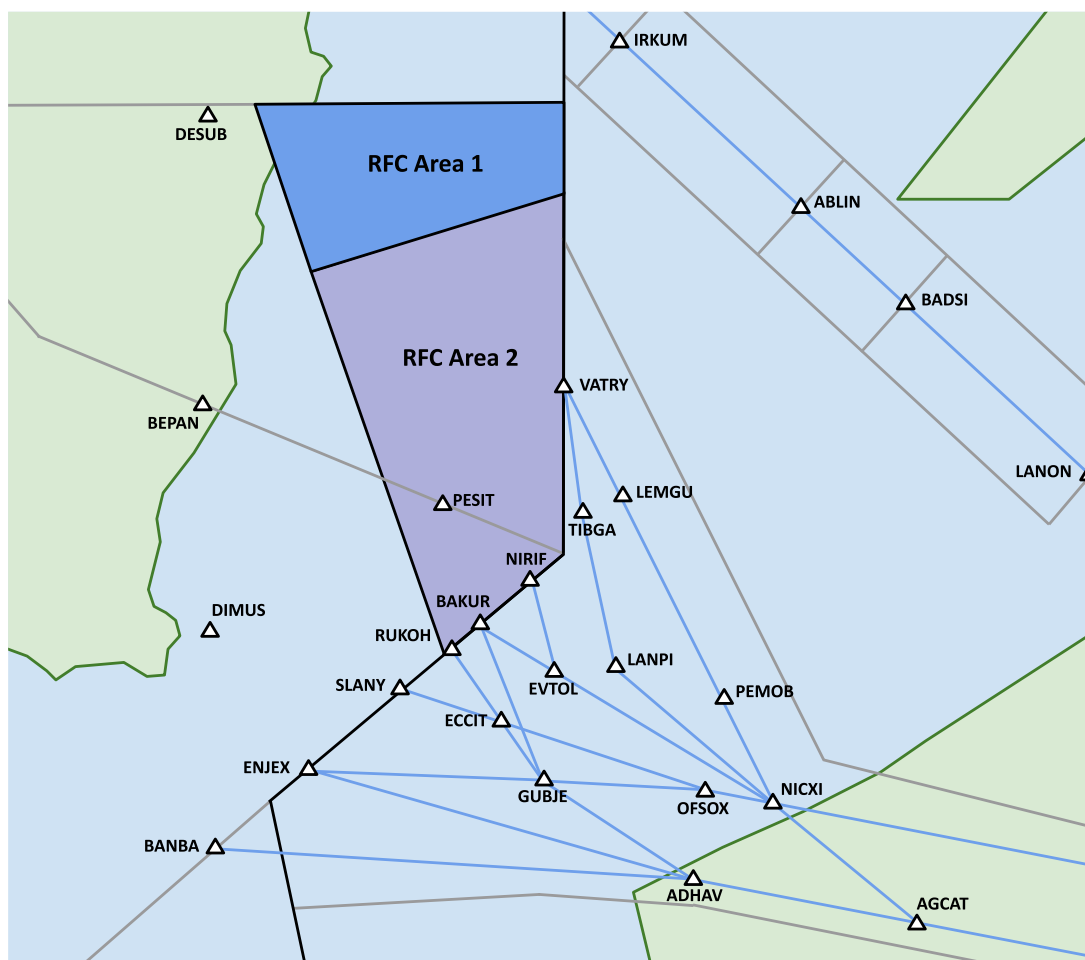 IRKUM
DESUB
RFC Area 1
ABLIN
BADSI
RFC Area 2
VATRY
BEPAN
LANON
PESIT
LEMGU
TIBGA
NIRIF
BAKUR
DIMUS
RUKOH
LANPI
EVTOL
SLANY
PEMOB
ECCIT
ENJEX
GUBJE
OFSOX
NICXI
BANBA
ADHAV
AGCAT